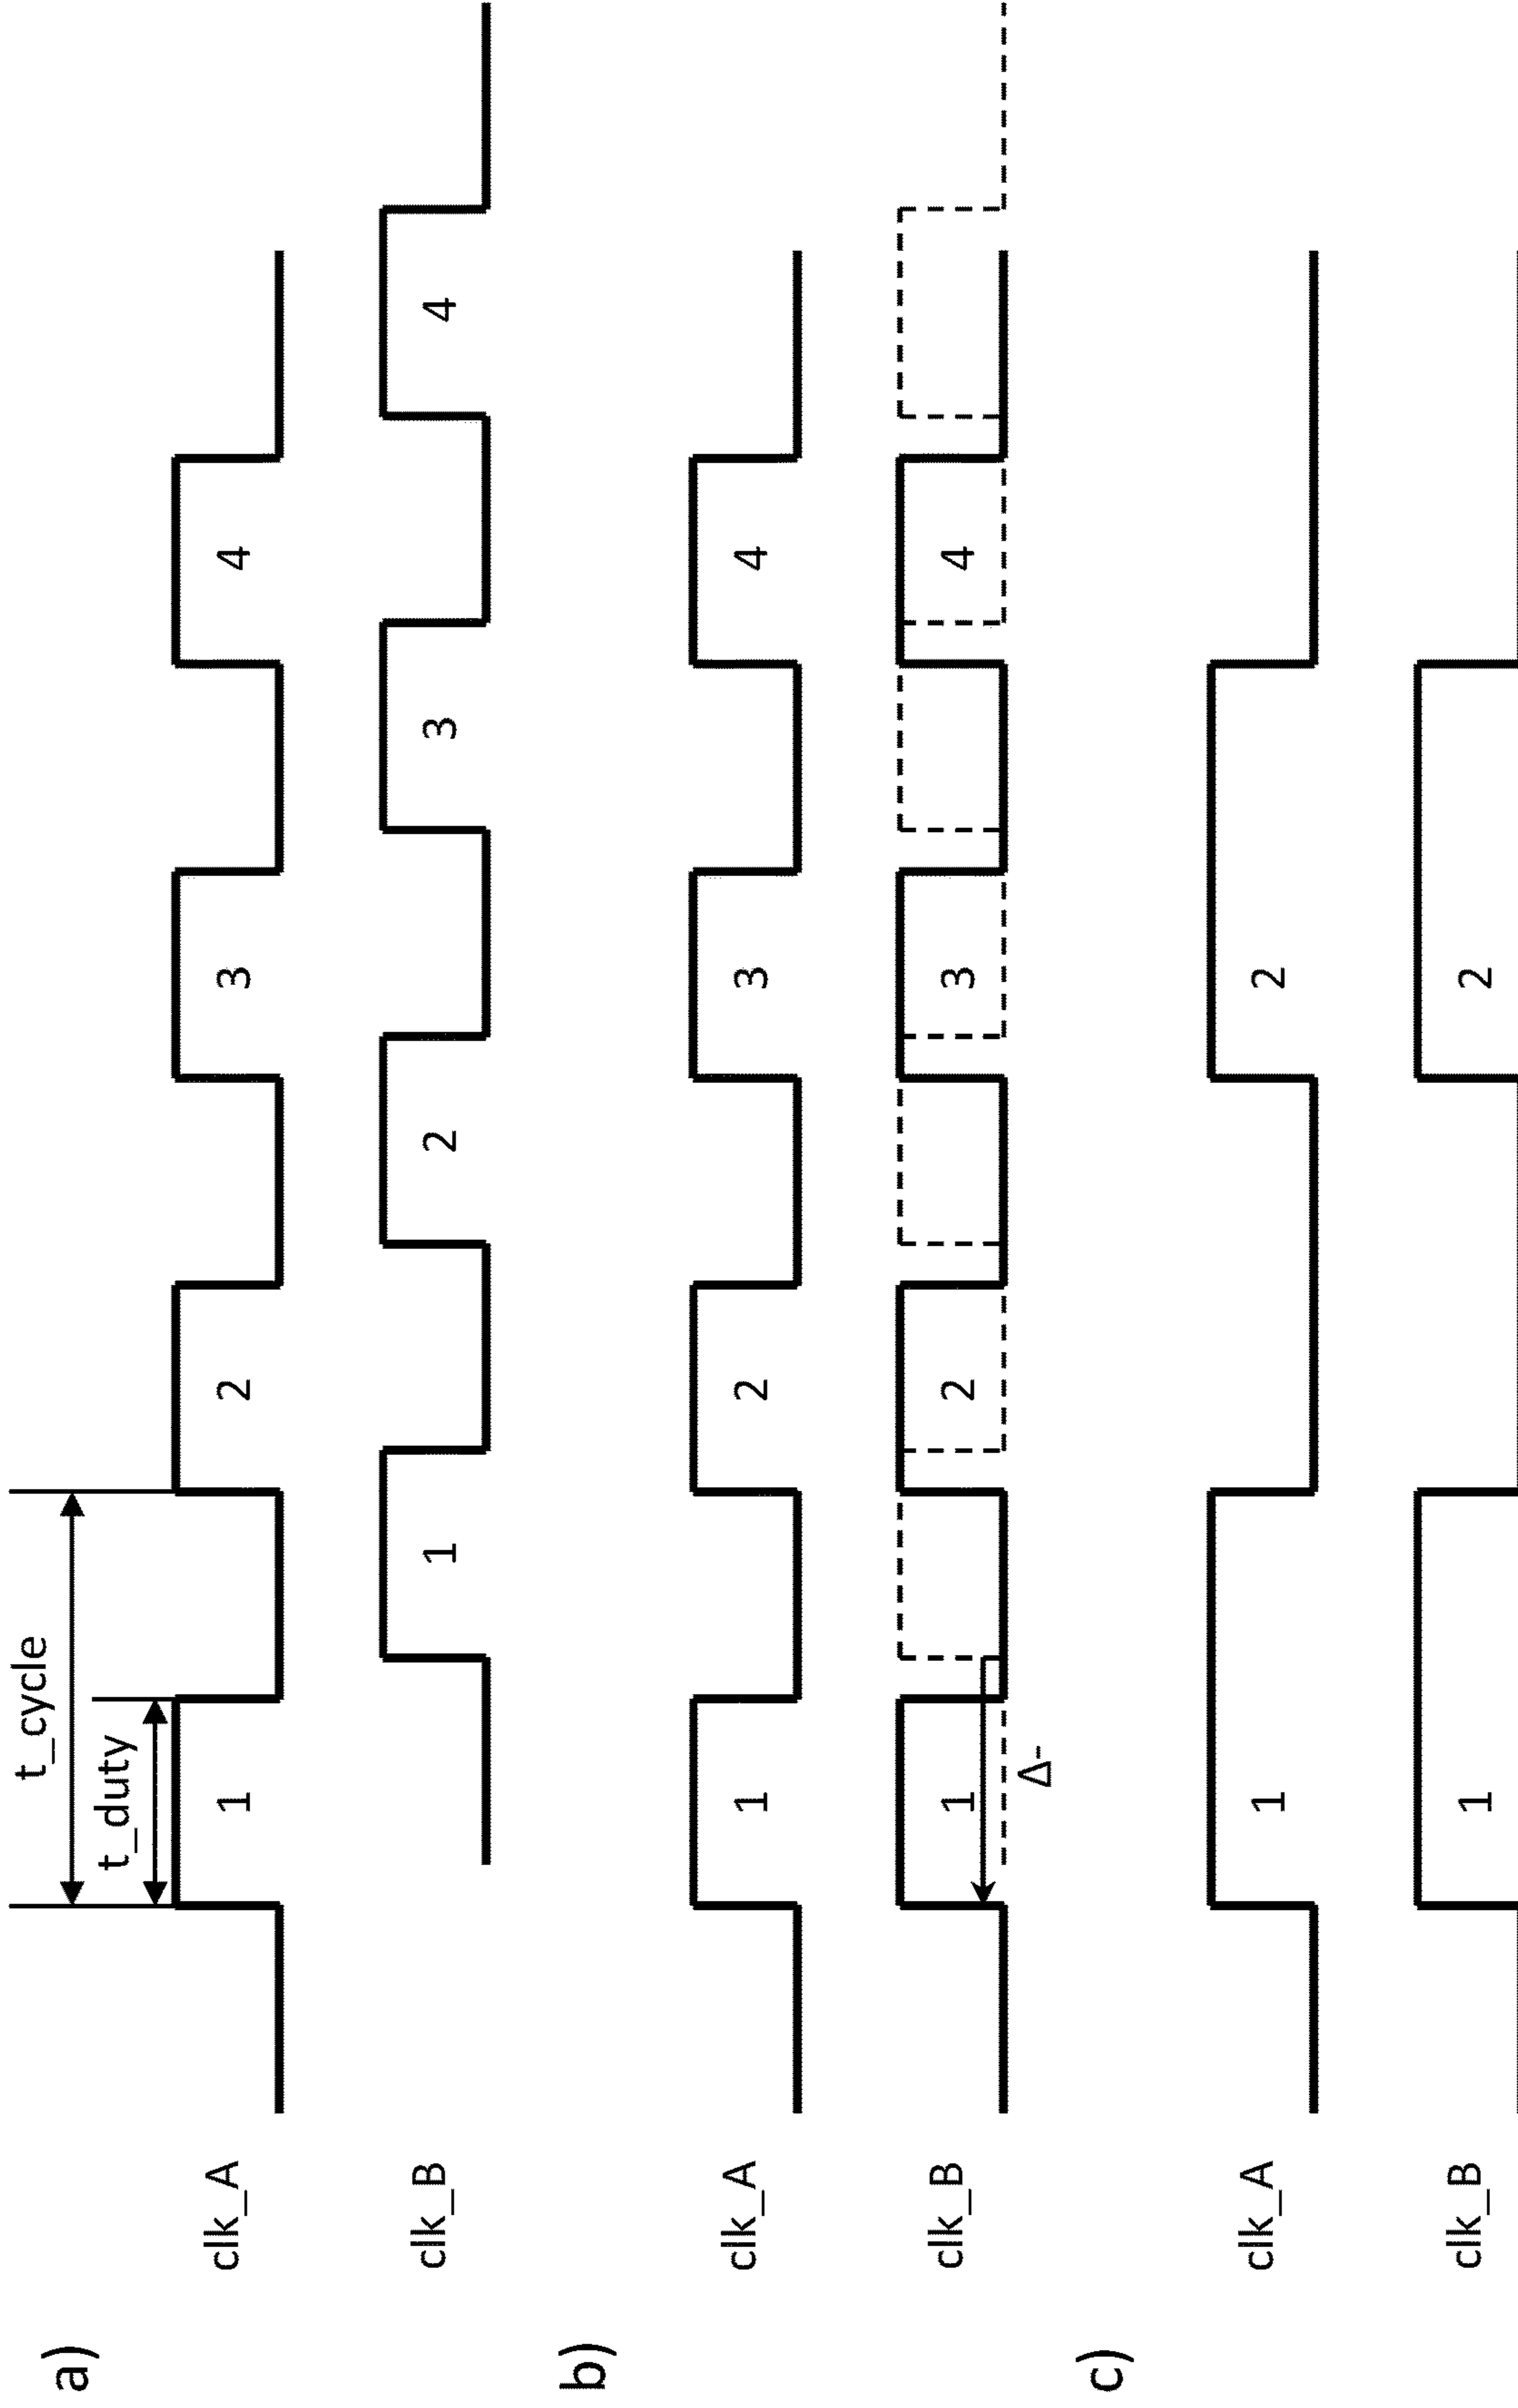 a)
t_cycle
t_duty
clk_A 1 2 3 4
clk_B 1 2 3 4
b)
clk_A 1 2 3 4
clk_B 1 2 3 4
Δ-
c)
clk_A 1 2
clk_B 1 2